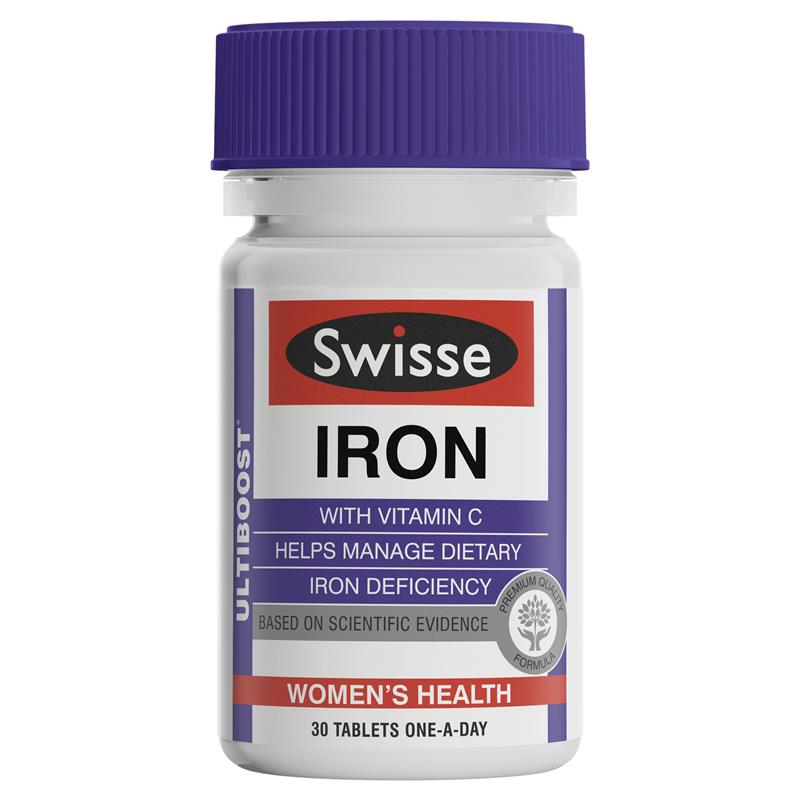 Swisse
IRON
ULTIBOOST®
WITH VITAMIN C
HELPS MANAGE DIETARY
IRON DEFICIENCY
BASED ON SCIENTIFIC EVIDENCE
PREMIUM QUALITY
FORMULA
WOMEN'S HEALTH
30 TABLETS ONE-A-DAY